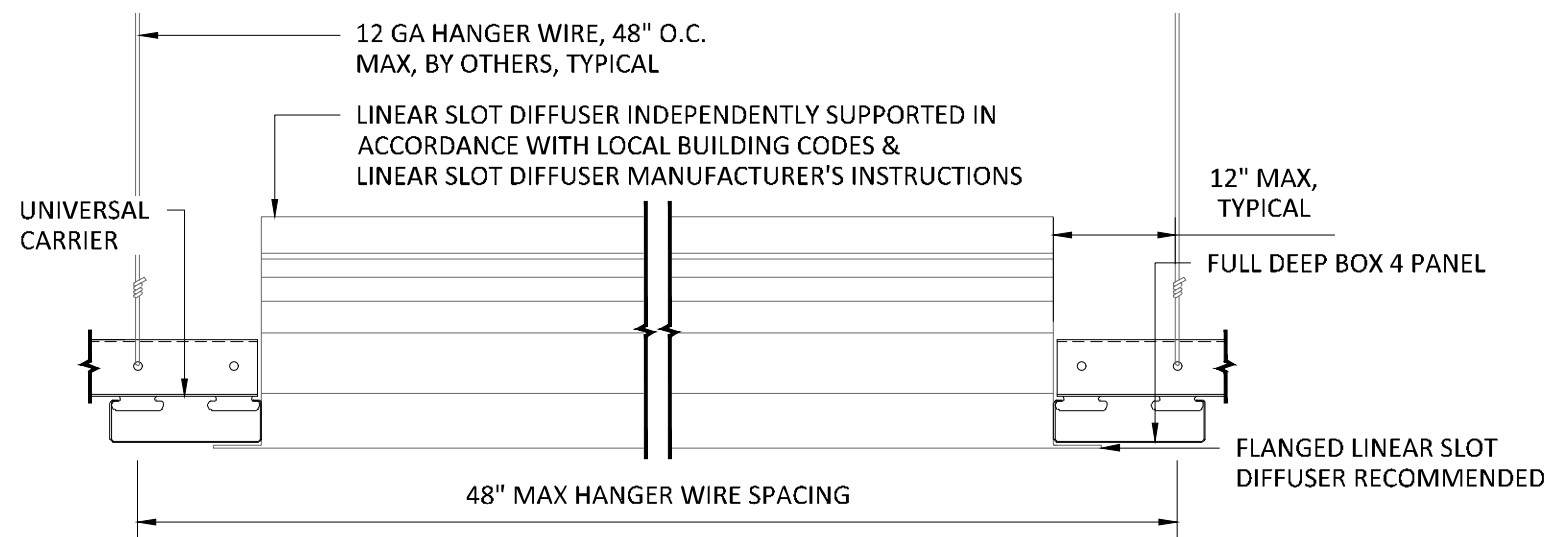 12 GA HANGER WIRE, 48" O.C.
MAX, BY OTHERS, TYPICAL
LINEAR SLOT DIFFUSER INDEPENDENTLY SUPPORTED IN
ACCORDANCE WITH LOCAL BUILDING CODES &
LINEAR SLOT DIFFUSER MANUFACTURER'S INSTRUCTIONS
12" MAX,
TYPICAL
UNIVERSAL
CARRIER
FULL DEEP BOX 4 PANEL
FLANGED LINEAR SLOT
DIFFUSER RECOMMENDED
48" MAX HANGER WIRE SPACING